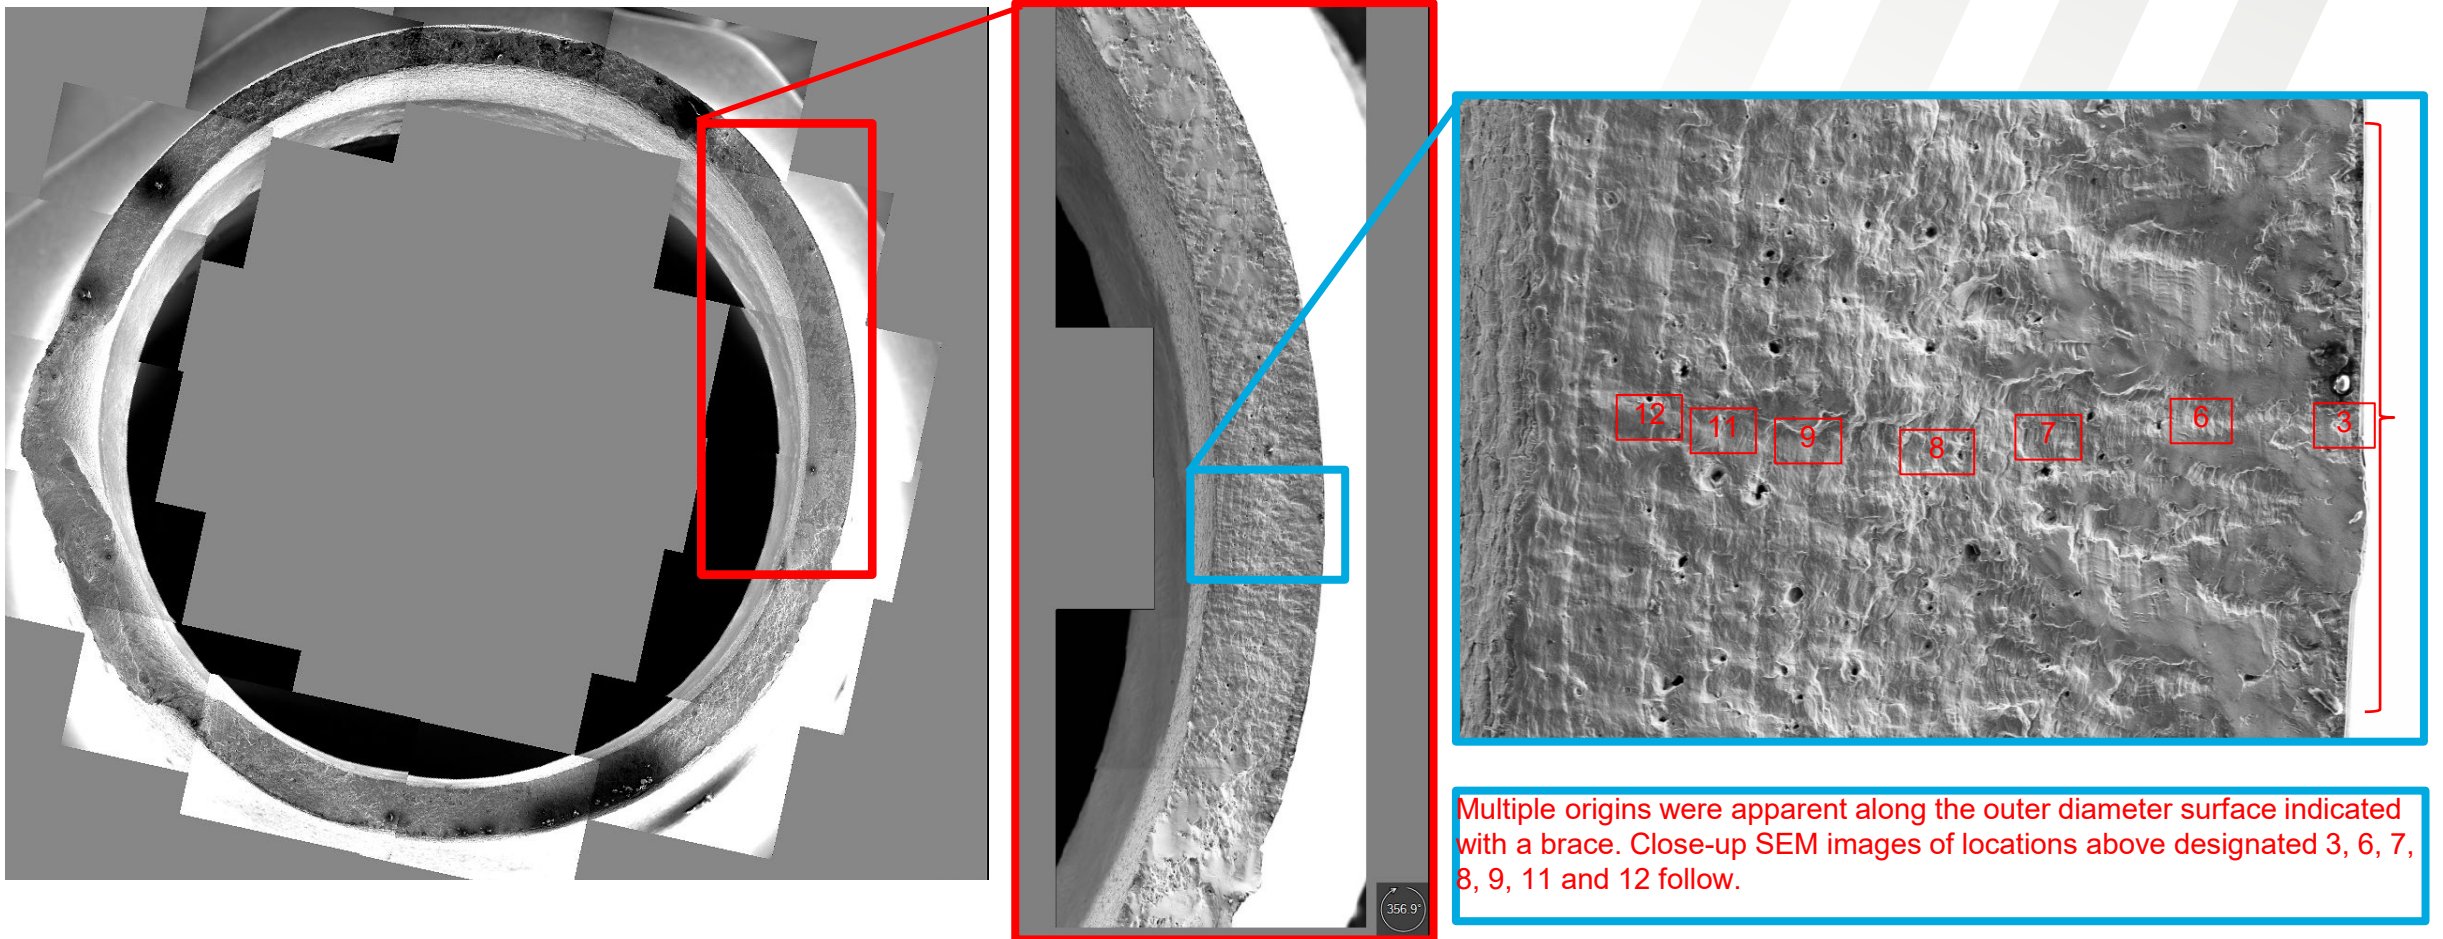 12
11
9
8
7
6
3
356.9°
Multiple origins were apparent along the outer diameter surface indicated
with a brace. Close-up SEM images of locations above designated 3, 6, 7,
8, 9, 11 and 12 follow.